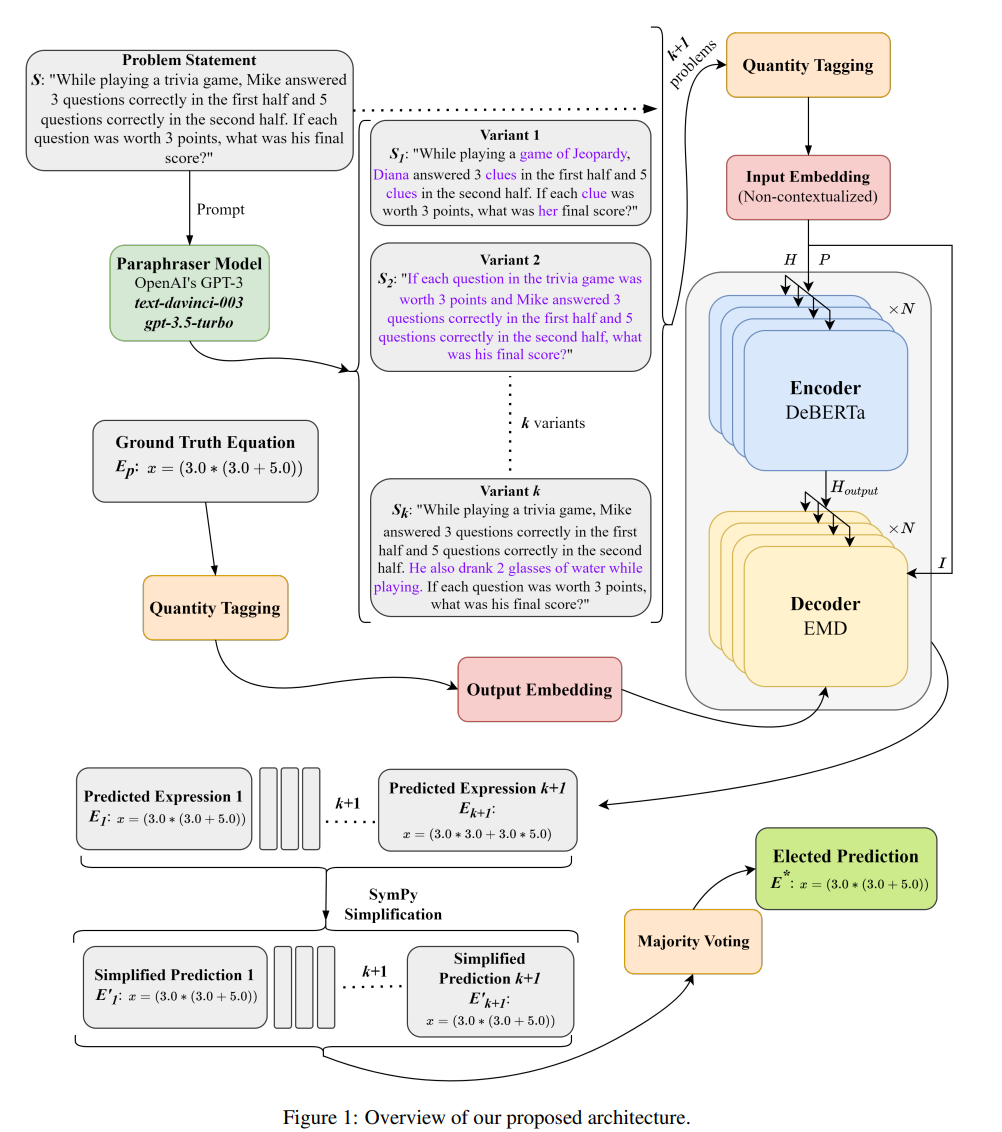 Problem Statement
S: "While playing a trivia game, Mike answered
3 questions correctly in the first half and 5
questions correctly in the second half. If each
question was worth 3 points, what was his final
score?"
Prompt
Paraphraser Model
OpenAI's GPT-3
text-davinci-003
gpt-3.5-turbo
Variant 1
S1: "While playing a game of Jeopardy,
Diana answered 3 clues in the first half and 5
clues in the second half. If each clue was
worth 3 points, what was her final score?"
Variant 2
S2: "If each question in the trivia game was
worth 3 points and Mike answered 3
questions correctly in the first half and 5
questions correctly in the second half, what
was his final score?"
k variants
Variant k
Sk: "While playing a trivia game, Mike
answered 3 questions correctly in the first
half and 5 questions correctly in the second
half. He also drank 2 glasses of water while
playing. If each question was worth 3 points,
what was his final score?"
k+1
problems
Quantity Tagging
Input Embedding
(Non-contextualized)
H P
×N
Encoder
DeBERTa
Houtput
×N
I
Decoder
EMD
Ground Truth Equation
Ep: x = (3.0 ∗ (3.0 + 5.0))
Quantity Tagging
Output Embedding
Predicted Expression 1
E1: x = (3.0 ∗ (3.0 + 5.0))
k+1
Predicted Expression k+1
Ek+1:
x = (3.0 ∗ 3.0 + 3.0 ∗ 5.0)
SymPy
Simplification
Simplified Prediction 1
E'1: x = (3.0 ∗ (3.0 + 5.0))
k+1
Simplified
Prediction k+1
E'k+1:
x = (3.0 ∗ (3.0 + 5.0))
Majority Voting
Elected Prediction
E*: x = (3.0 ∗ (3.0 + 5.0))
Figure 1: Overview of our proposed architecture.